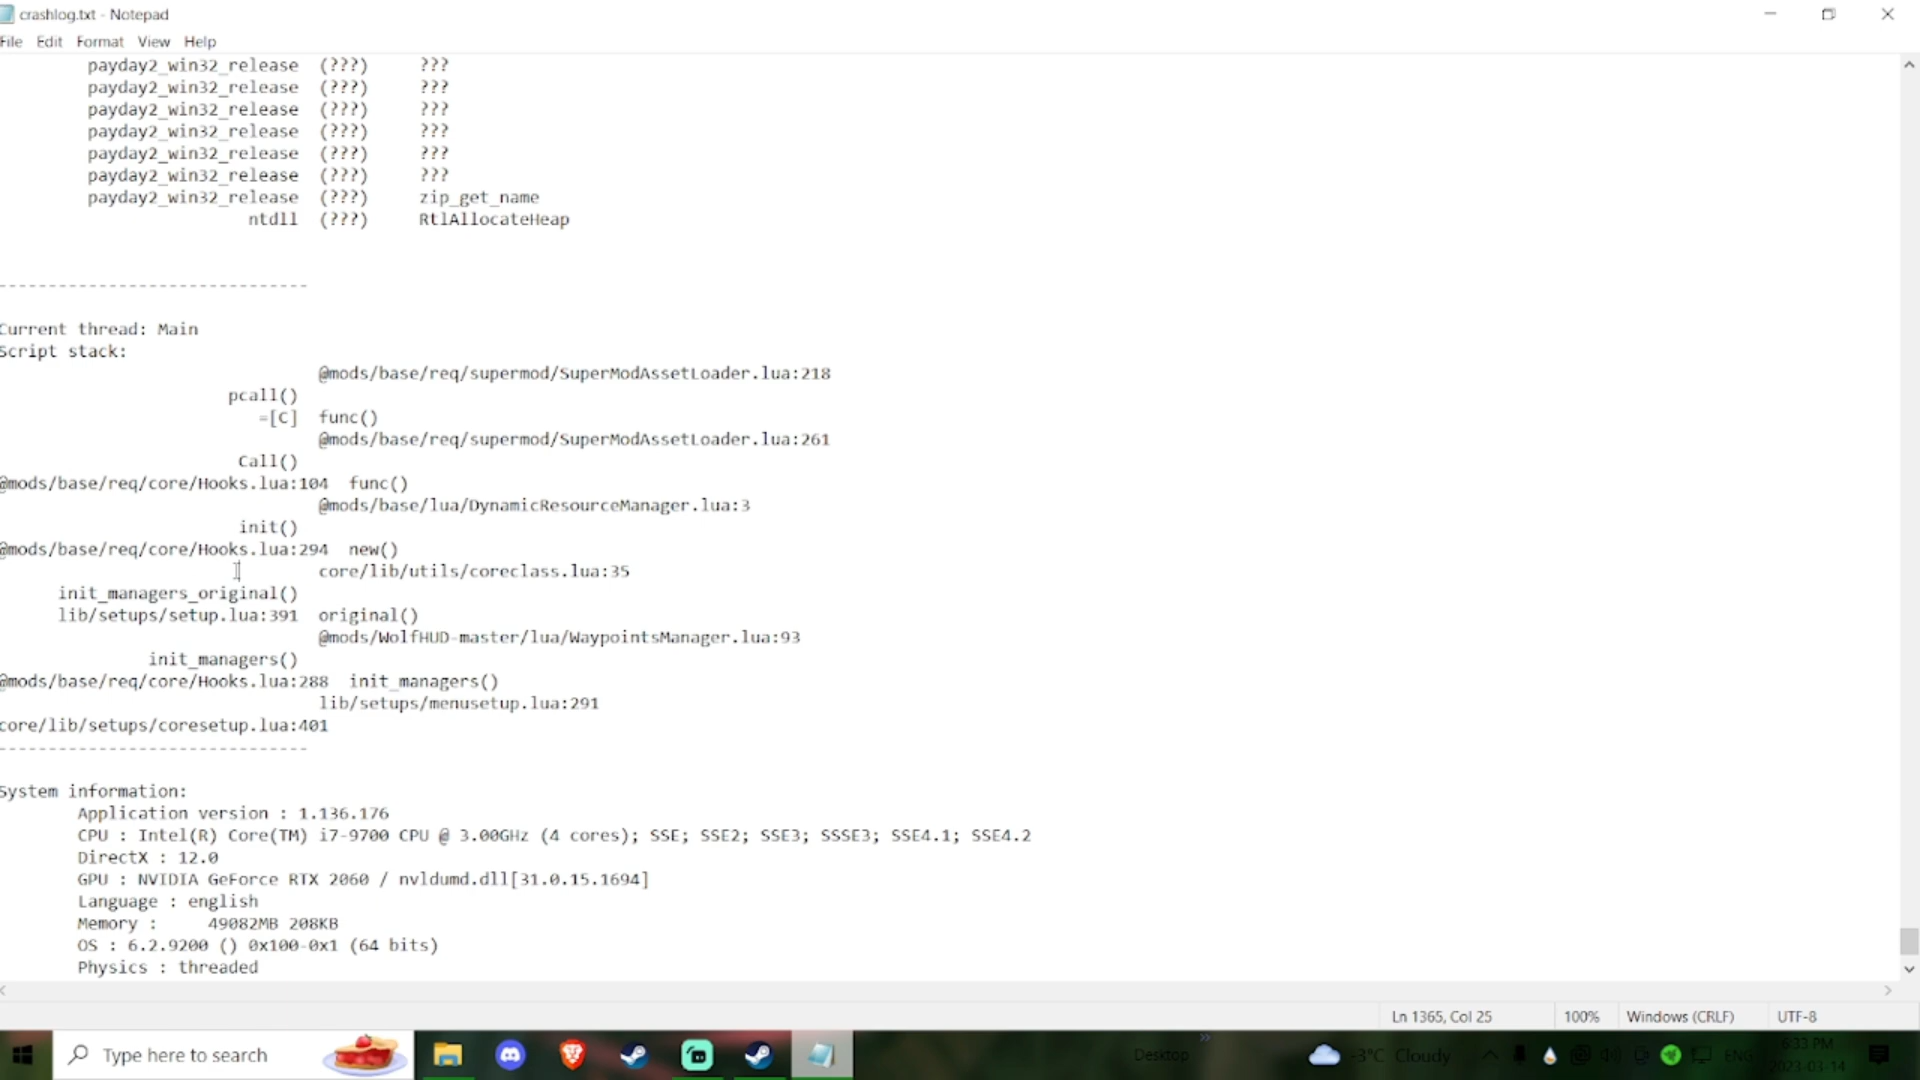 crashlog.txt - Notepad
File Edit Format View Help
payday2_win32_release (???) ???
payday2_win32_release (???) ???
payday2_win32_release (???) ???
payday2_win32_release (???) ???
payday2_win32_release (???) ???
payday2_win32_release (???) ???
payday2_win32_release (???) zip_get_name
ntdll (???) RtlAllocateHeap
-------------------------------
Current thread: Main
Script stack:
@mods/base/req/supermod/SuperModAssetLoader.lua:218
pcall()
=[C] func()
@mods/base/req/supermod/SuperModAssetLoader.lua:261
Call()
@mods/base/req/core/Hooks.lua:104 func()
@mods/base/lua/DynamicResourceManager.lua:3
init()
@mods/base/req/core/Hooks.lua:294 new()
core/lib/utils/coreclass.lua:35
init_managers_original()
lib/setups/setup.lua:391 original()
@mods/WolfHUD-master/lua/WaypointsManager.lua:93
init_managers()
@mods/base/req/core/Hooks.lua:288 init_managers()
lib/setups/menusetup.lua:291
core/lib/setups/coresetup.lua:401
-------------------------------
System information:
Application version : 1.136.176
CPU : Intel(R) Core(TM) i7-9700 CPU @ 3.00GHz (4 cores); SSE; SSE2; SSE3; SSSE3; SSE4.1; SSE4.2
DirectX : 12.0
GPU : NVIDIA GeForce RTX 2060 / nvldumd.dll[31.0.15.1694]
Language : english
Memory : 49082MB 208KB
OS : 6.2.9200 () 0x100-0x1 (64 bits)
Physics : threaded
Ln 1365, Col 25 100% Windows (CRLF) UTF-8
Type here to search
Desktop
-3°C Cloudy
ENG
6:33 PM
2023-03-14